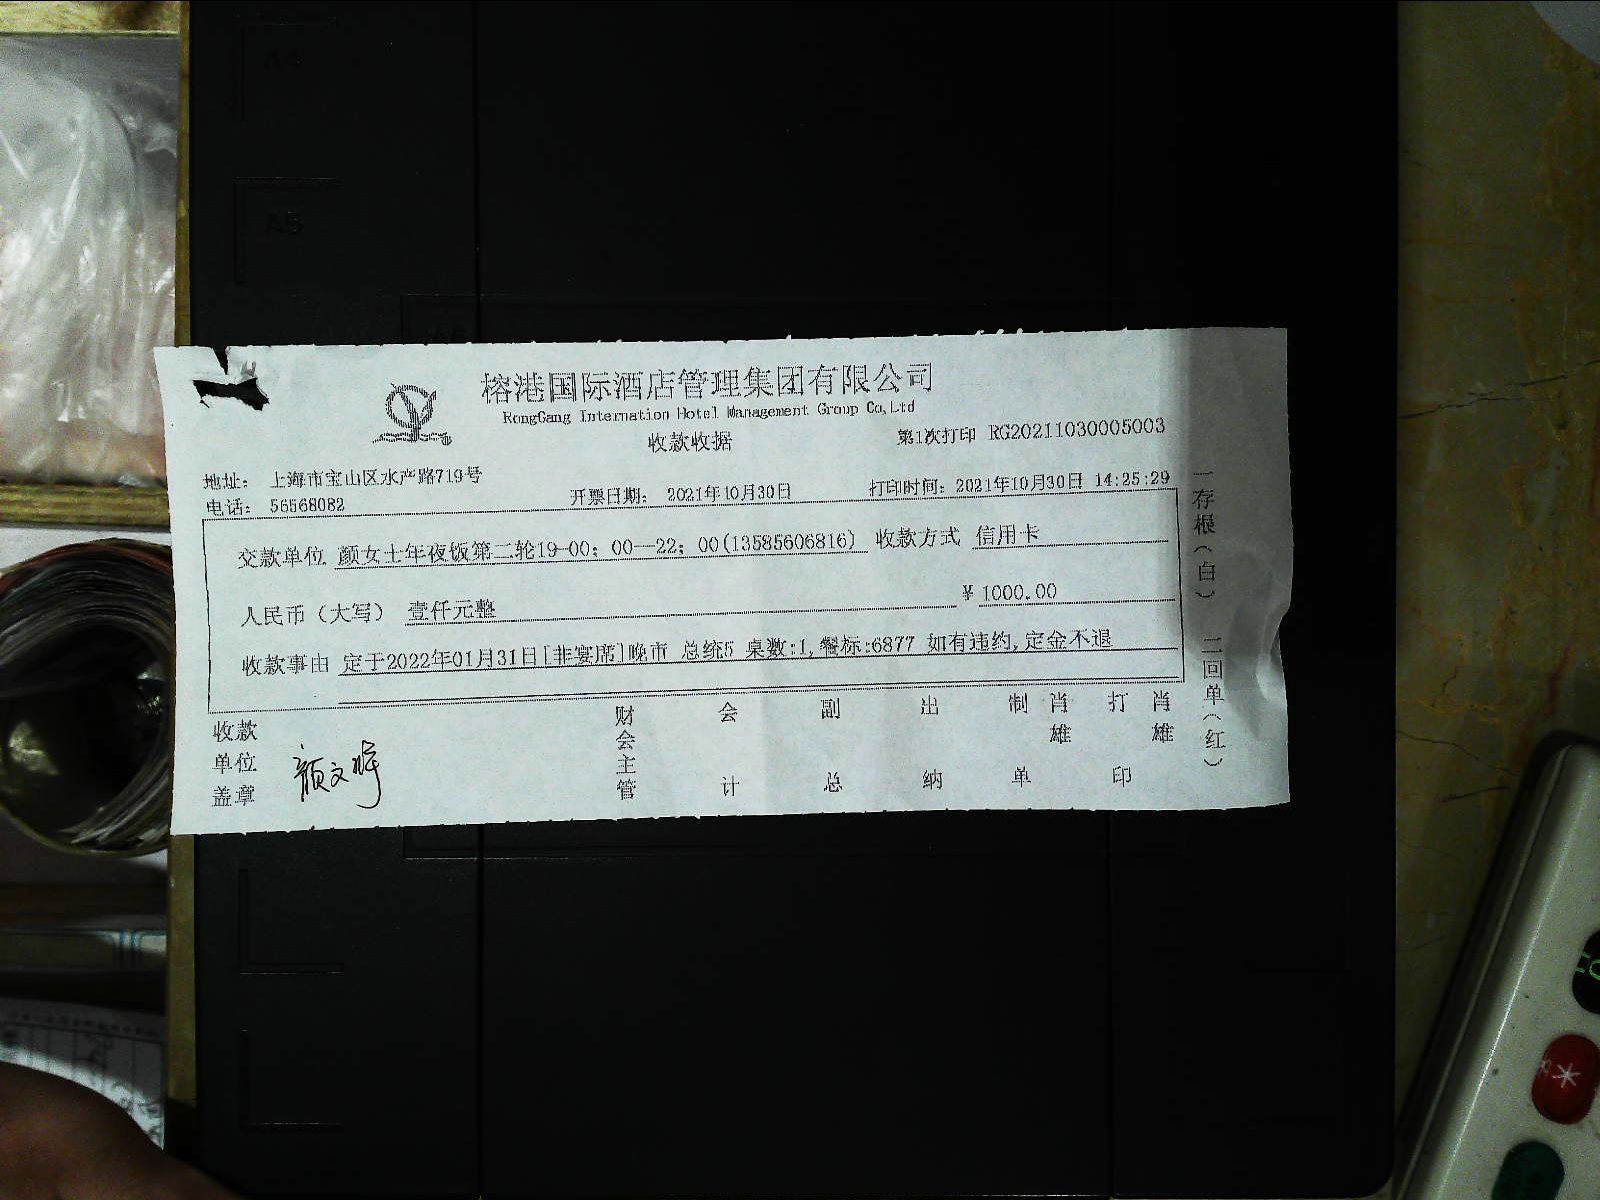 榕港国际酒店管理集团有限公司
RongGang Internation Hotel Management Group Co,Ltd
收款收据
第1次打印 RG20211030005003
地址： 上海市宝山区水产路719号
电话： 56568082
开票日期： 2021年10月30日
打印时间：2021年10月30日 14:25:29
交款单位 颜女士年夜饭第二轮19-00：00--22；00(13585606816) 收款方式 信用卡
人民币（大写） 壹仟元整 ￥1000.00
收款事由 定于2022年01月31日[非宴席]晚市 总统5 桌数:1,餐标:6877 如有违约,定金不退
收款单位盖章
财会主管
会计
副总
出纳
制单 肖雄
打印 肖雄
一存根（白） 二回单（红）
A5